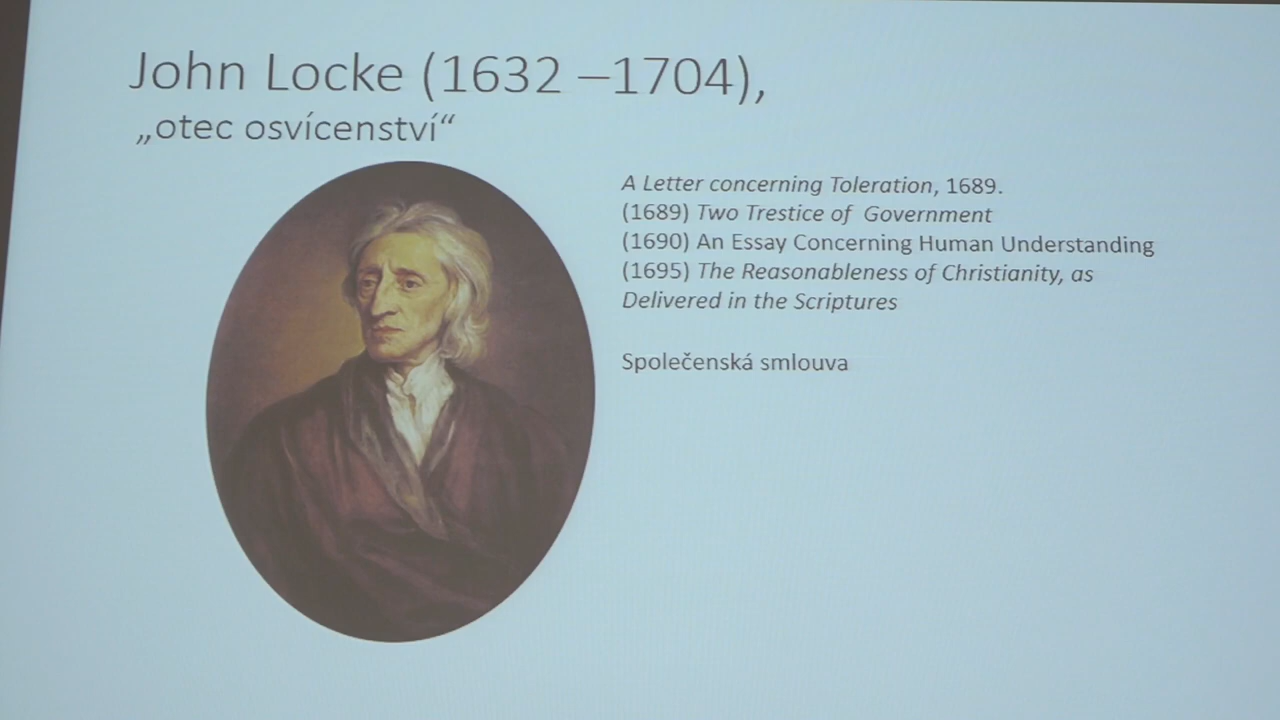 John Locke (1632 –1704),
„otec osvícenství“
A Letter concerning Toleration, 1689.
(1689) Two Trestice of Government
(1690) An Essay Concerning Human Understanding
(1695) The Reasonableness of Christianity, as
Delivered in the Scriptures
Společenská smlouva